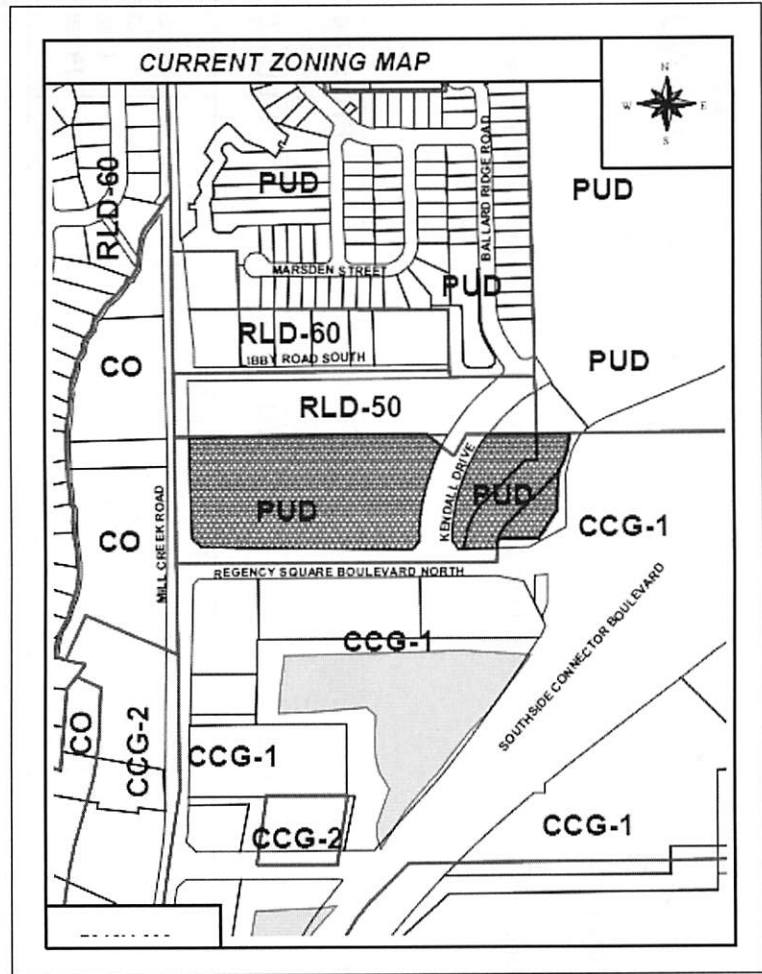 CURRENT ZONING MAP
N
W E
S
RLD-60
PUD
BALLARD RIDGE ROAD
PUD
MARSDEN STREET
PUD
RLD-60
IBBY ROAD SOUTH
CO
PUD
RLD-50
KENDALL DRIVE
PUD
PUD
CCG-1
CO
MILL CREEK ROAD
REGENCY SQUARE BOULEVARD NORTH
CCG-1
SOUTHSIDE CONNECTOR BOULEVARD
CO
CCG-2
CCG-1
CCG-2
CCG-1